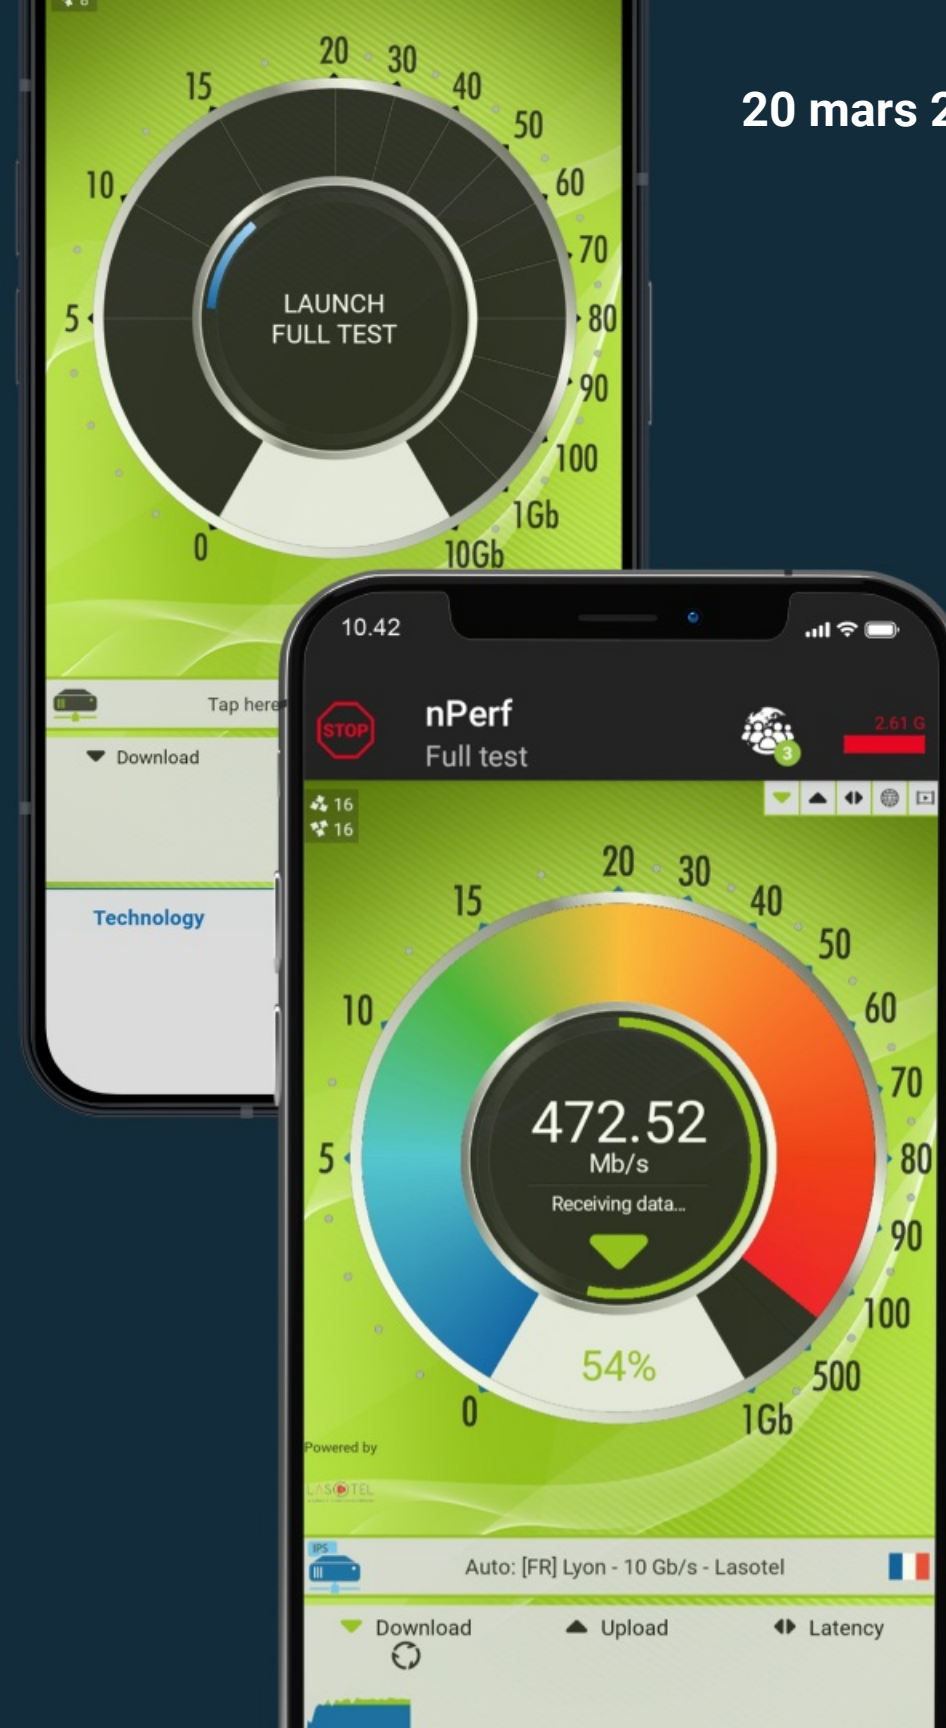 20
30
40
50
60
70
80
90
100
1Gb
10Gb
15
10
5
0
LAUNCH
FULL TEST
20 mars 2
Tap here
Download
Technology
10.42
STOP
nPerf
Full test
3
2.61 G
16
16
20
30
40
50
60
70
80
90
100
500
1Gb
15
10
5
0
472.52
Mb/s
Receiving data...
54%
Powered by
LASOTEL
IPS
Auto: [FR] Lyon - 10 Gb/s - Lasotel
Download
Upload
Latency